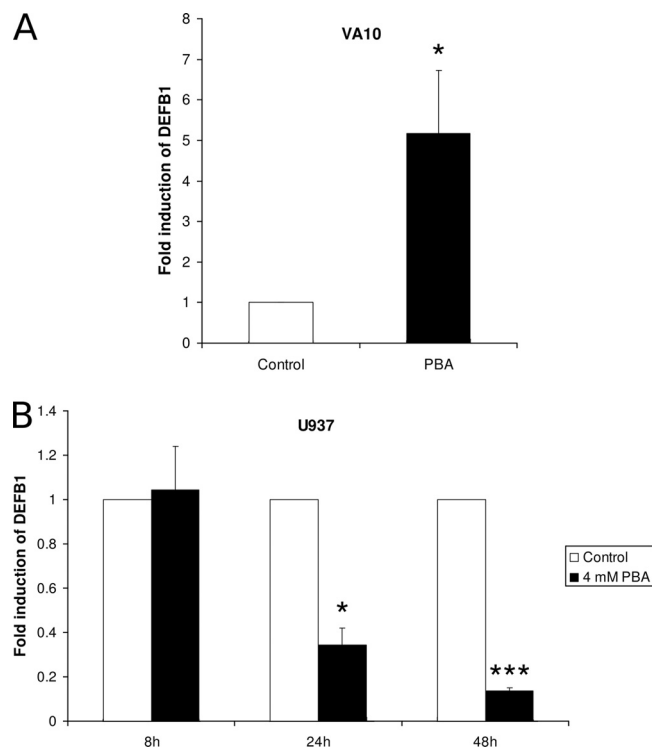 A
VA10
Fold induction of DEFB1
8
7
6
5
4
3
2
1
0
*
Control
PBA
B
U937
Fold induction of DEFB1
1.4
1.2
1
0.8
0.6
0.4
0.2
0
*
***
8h
24h
48h
Control
4 mM PBA